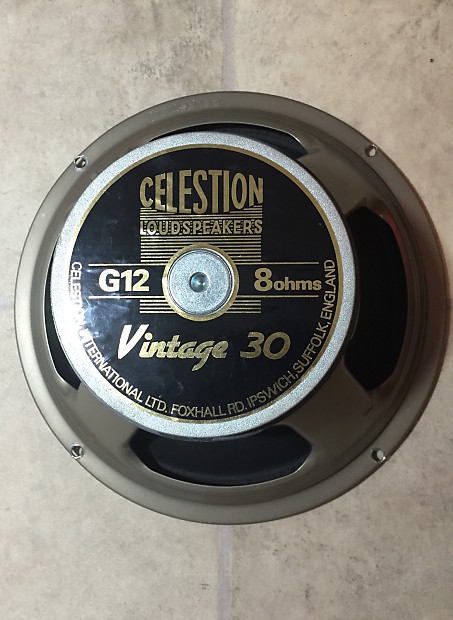 CELESTION
LOUDSPEAKERS
G12 8ohms
Vintage 30
CELESTION INTERNATIONAL LTD. FOXHALL RD. IPSWICH, SUFFOLK, ENGLAND